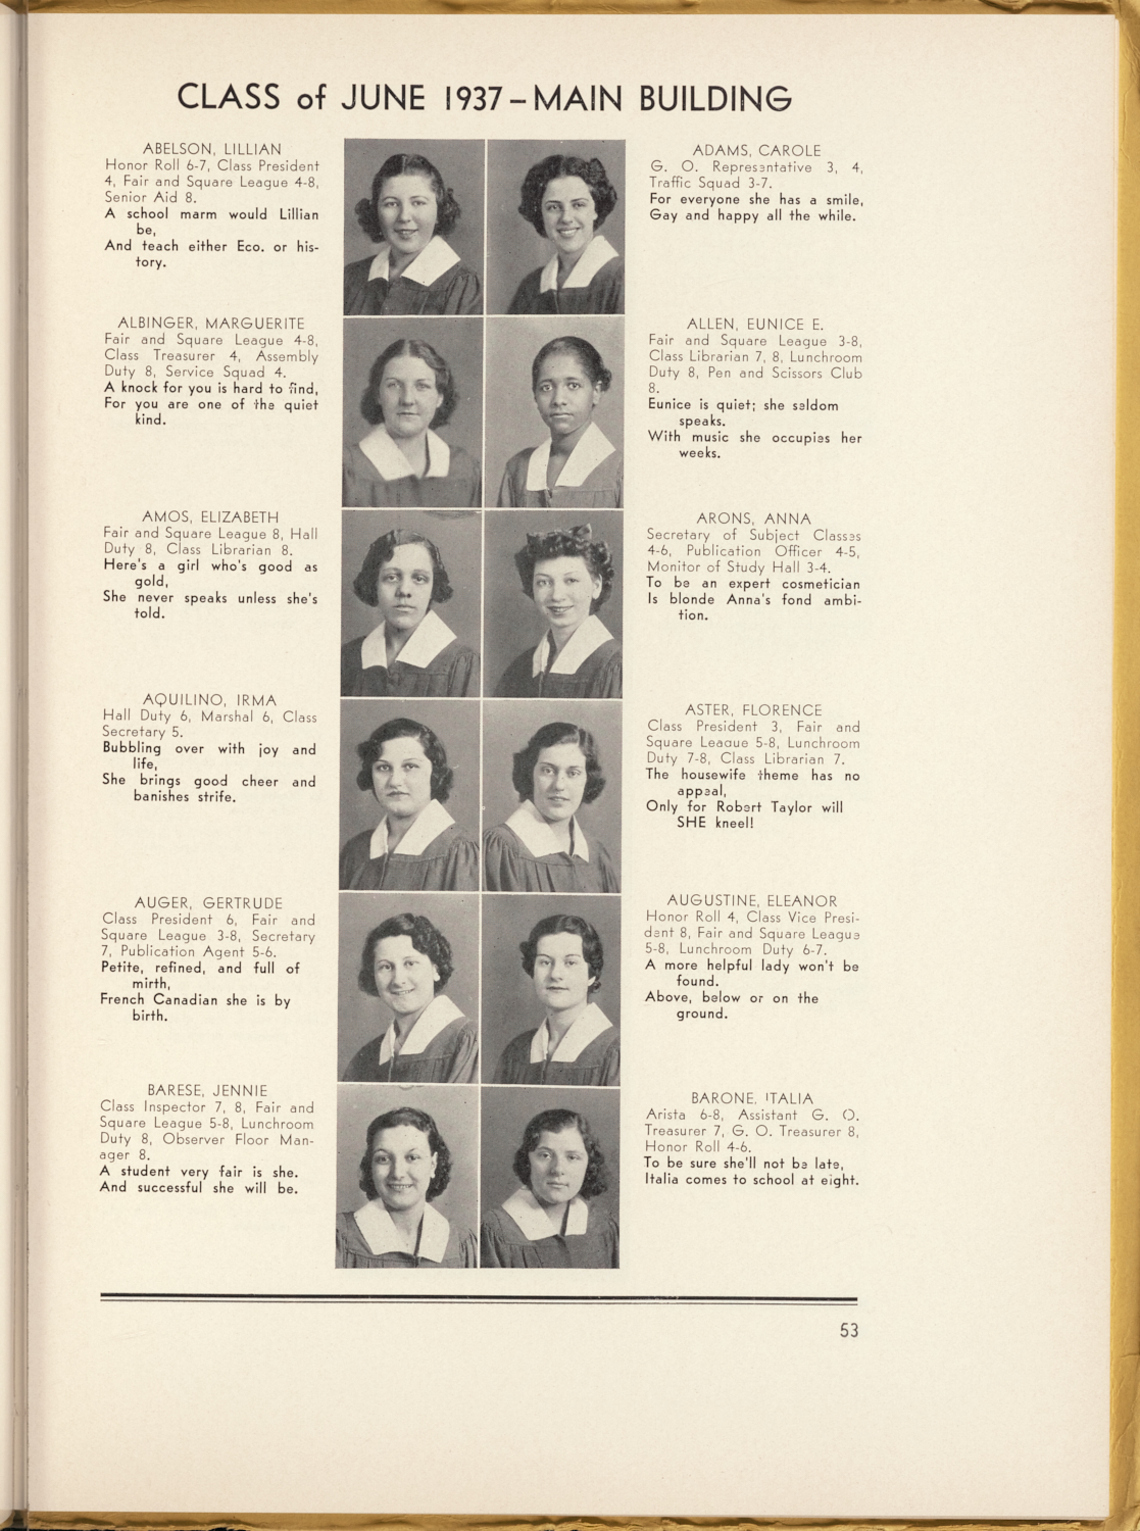 CLASS of JUNE 1937–MAIN BUILDING
ABELSON, LILLIAN
Honor Roll 6-7, Class President
4, Fair and Square League 4-8,
Senior Aid 8.
A school marm would Lillian
be,
And teach either Eco. or his-
tory.
ADAMS, CAROLE
G. O. Representative 3, 4,
Traffic Squad 3-7.
For everyone she has a smile,
Gay and happy all the while.
ALBINGER, MARGUERITE
Fair and Square League 4-8,
Class Treasurer 4, Assembly
Duty 8, Service Squad 4.
A knock for you is hard to find,
For you are one of the quiet
kind.
ALLEN, EUNICE E.
Fair and Square League 3-8,
Class Librarian 7, 8, Lunchroom
Duty 8, Pen and Scissors Club
8.
Eunice is quiet; she seldom
speaks.
With music she occupies her
weeks.
AMOS, ELIZABETH
Fair and Square League 8, Hall
Duty 8, Class Librarian 8.
Here's a girl who's good as
gold,
She never speaks unless she's
told.
ARONS, ANNA
Secretary of Subject Classes
4-6, Publication Officer 4-5,
Monitor of Study Hall 3-4.
To be an expert cosmetician
Is blonde Anna's fond ambi-
tion.
AQUILINO, IRMA
Hall Duty 6, Marshal 6, Class
Secretary 5.
Bubbling over with joy and
life,
She brings good cheer and
banishes strife.
ASTER, FLORENCE
Class President 3, Fair and
Square League 5-8, Lunchroom
Duty 7-8, Class Librarian 7.
The housewife theme has no
appeal,
Only for Robert Taylor will
SHE kneel!
AUGER, GERTRUDE
Class President 6, Fair and
Square League 3-8, Secretary
7, Publication Agent 5-6.
Petite, refined, and full of
mirth,
French Canadian she is by
birth.
AUGUSTINE, ELEANOR
Honor Roll 4, Class Vice Presi-
dent 8, Fair and Square League
5-8, Lunchroom Duty 6-7.
A more helpful lady won't be
found.
Above, below or on the
ground.
BARESE, JENNIE
Class Inspector 7, 8, Fair and
Square League 5-8, Lunchroom
Duty 8, Observer Floor Man-
ager 8.
A student very fair is she.
And successful she will be.
BARONE, ITALIA
Arista 6-8, Assistant G. O.
Treasurer 7, G. O. Treasurer 8,
Honor Roll 4-6.
To be sure she'll not be late,
Italia comes to school at eight.
53